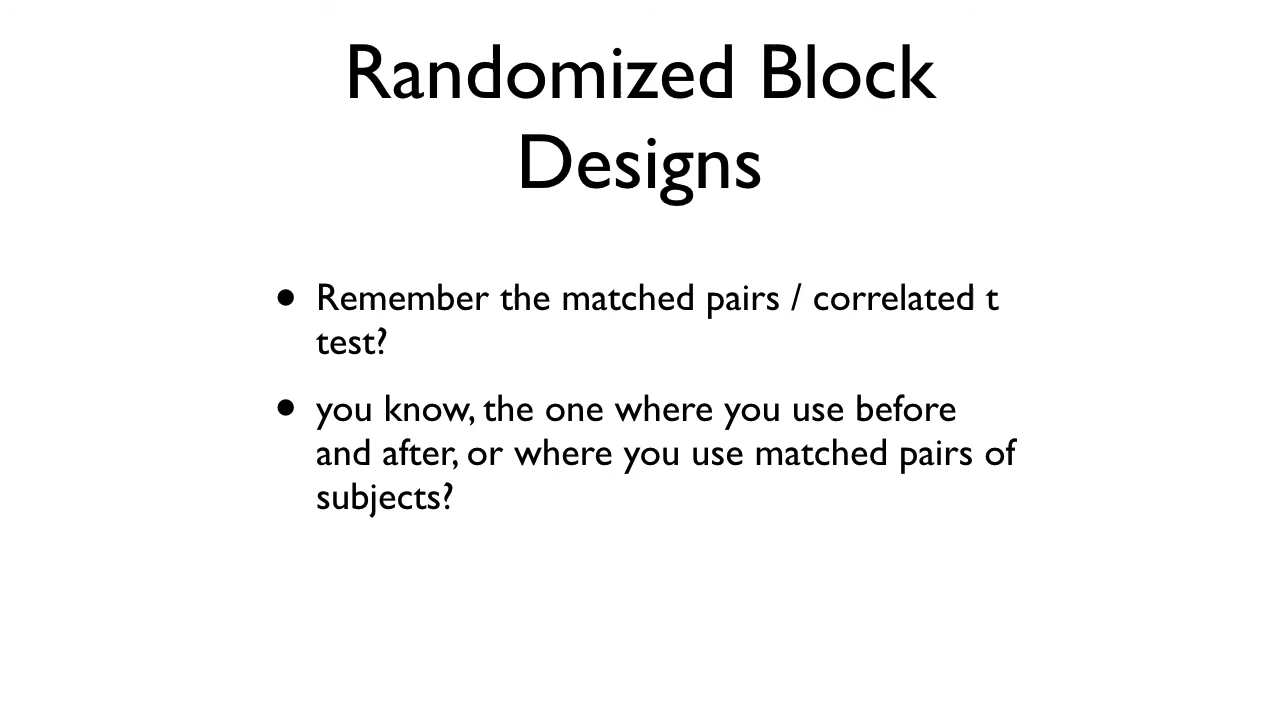 Randomized Block
Designs
• Remember the matched pairs / correlated t
test?
• you know, the one where you use before
and after, or where you use matched pairs of
subjects?